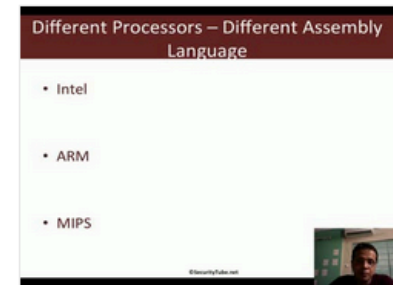 Different Processors – Different Assembly
Language
• Intel
• ARM
• MIPS
©SecurityTube.net